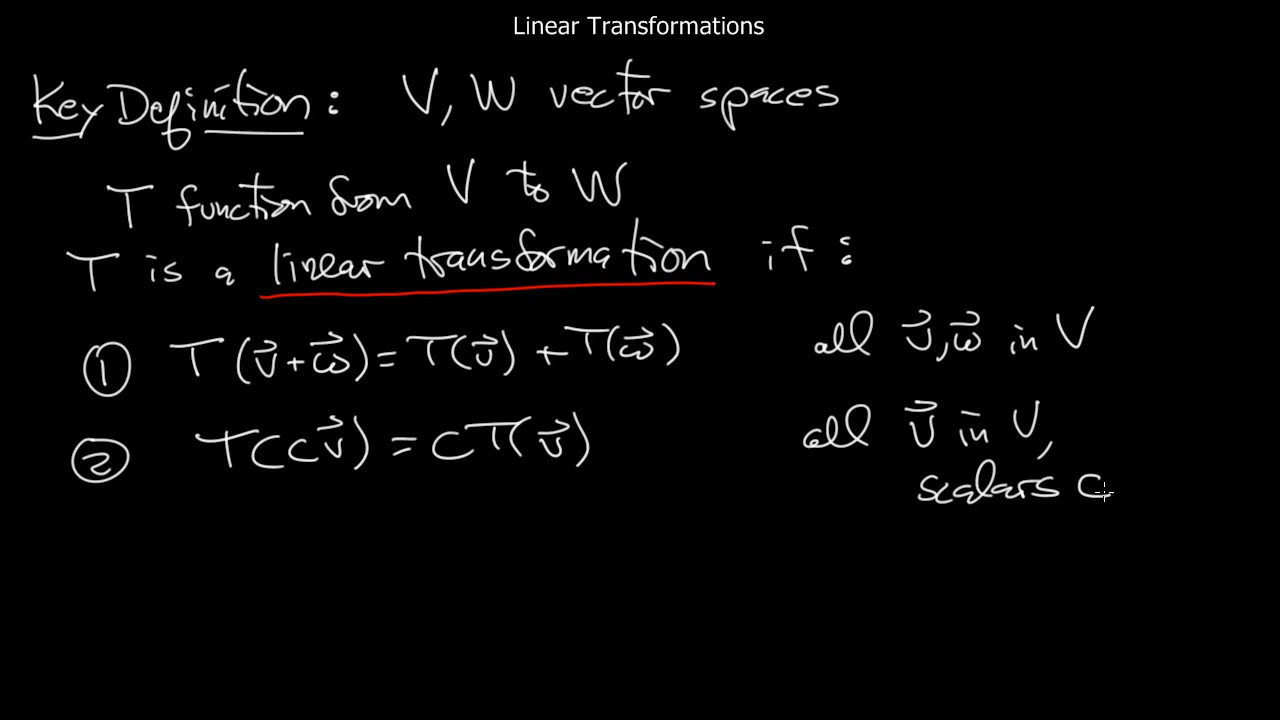 Linear Transformations
Key Definition: V, W vector spaces
T function from V to W
T is a linear transformation if:
① T(v⃗+w⃗)=T(v⃗)+T(w⃗) all v⃗,w⃗ in V
② T(cv⃗)=cT(v⃗) all v⃗ in V,
scalars c